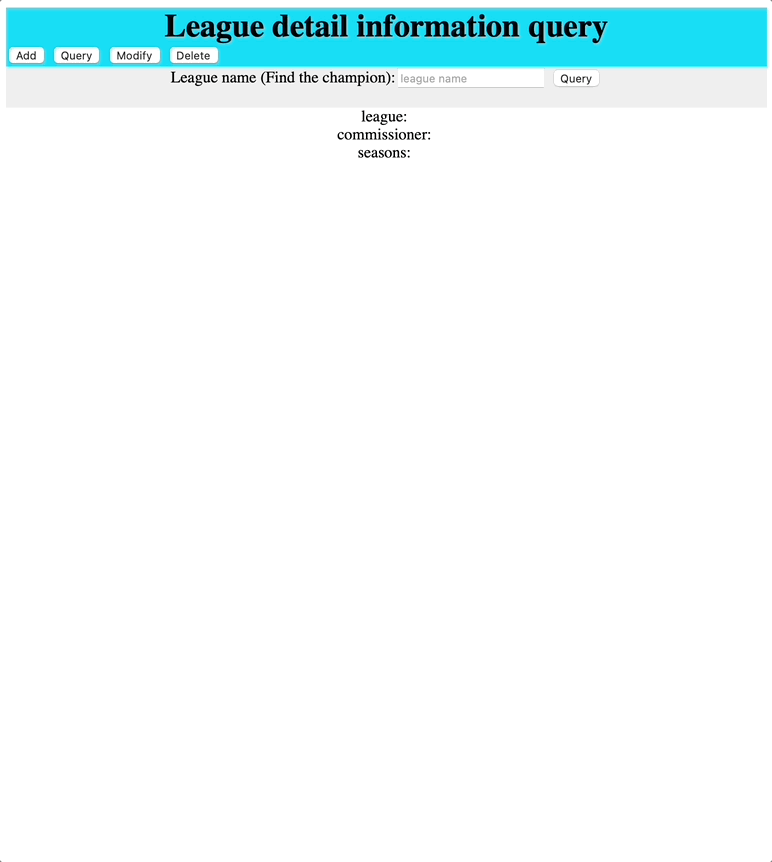 League detail information query
Add Query Modify Delete
League name (Find the champion): league name Query
league:
commissioner:
seasons: